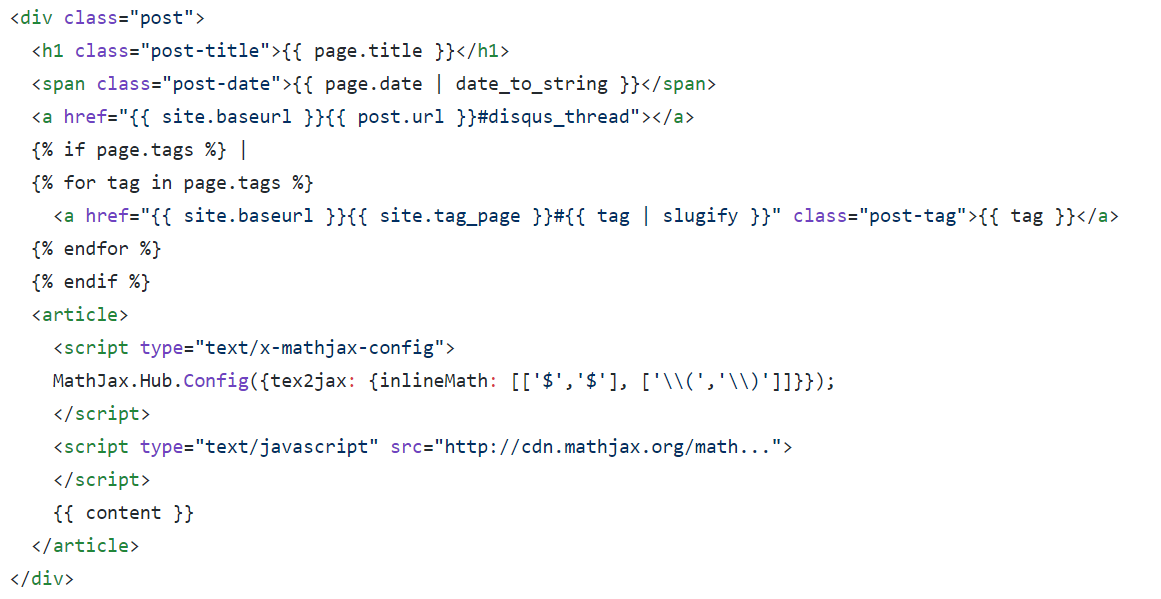 <div class="post">
  <h1 class="post-title">{{ page.title }}</h1>
  <span class="post-date">{{ page.date | date_to_string }}</span>
  <a href="{{ site.baseurl }}{{ post.url }}#disqus_thread"></a>
  {% if page.tags %} |
  {% for tag in page.tags %}
    <a href="{{ site.baseurl }}{{ site.tag_page }}#{{ tag | slugify }}" class="post-tag">{{ tag }}</a>
  {% endfor %}
  {% endif %}
  <article>
    <script type="text/x-mathjax-config">
    MathJax.Hub.Config({tex2jax: {inlineMath: [['$','$'], ['\\(','\\)']]}});
    </script>
    <script type="text/javascript" src="http://cdn.mathjax.org/math...">
    </script>
    {{ content }}
  </article>
</div>